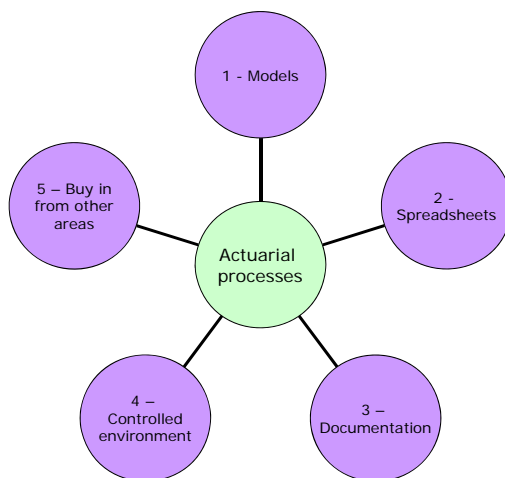 1 - Models
2 -
Spreadsheets
3 –
Documentation
4 –
Controlled
environment
5 – Buy in
from other
areas
Actuarial
processes